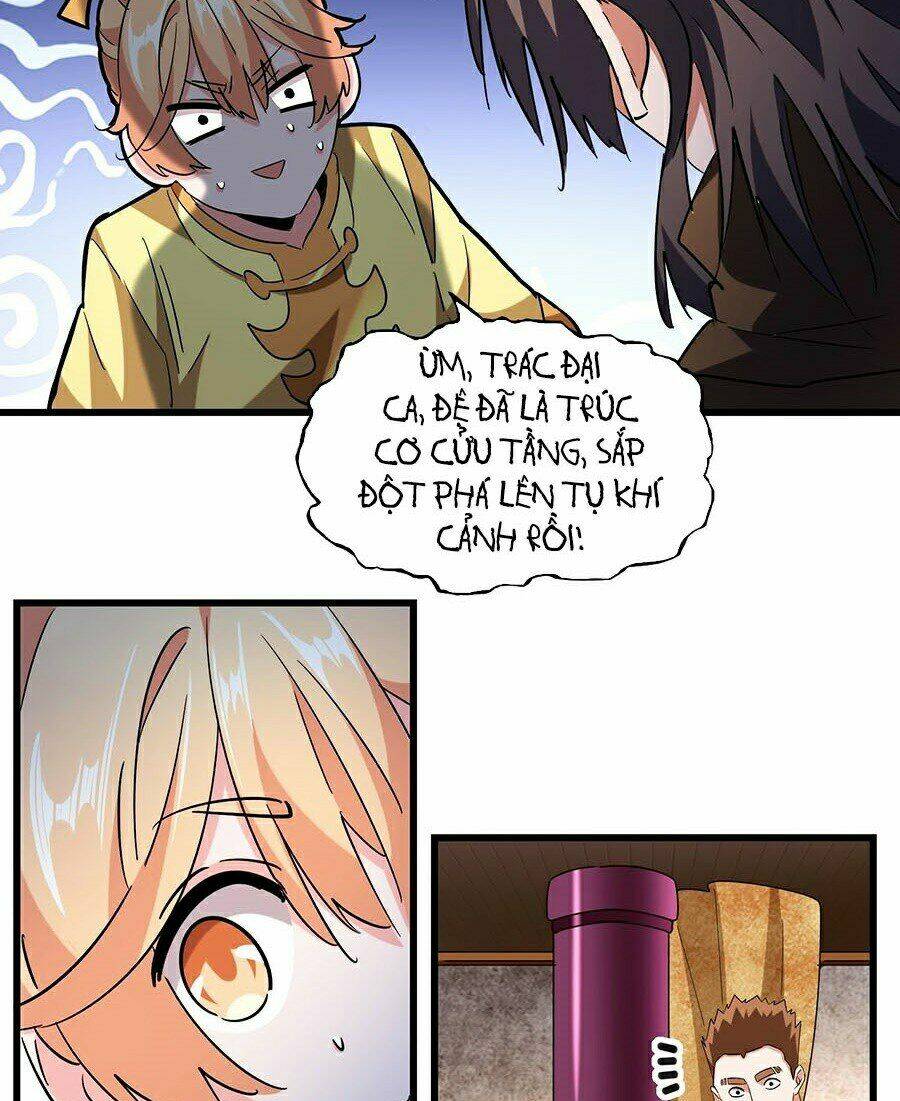 ỪM, TRÁC ĐẠI
CA, ĐỆ ĐÃ LÀ TRÚC
CƠ CỬU TẦNG, SẮP
ĐỘT PHÁ LÊN TỤ KHÍ
CẢNH RỒI!